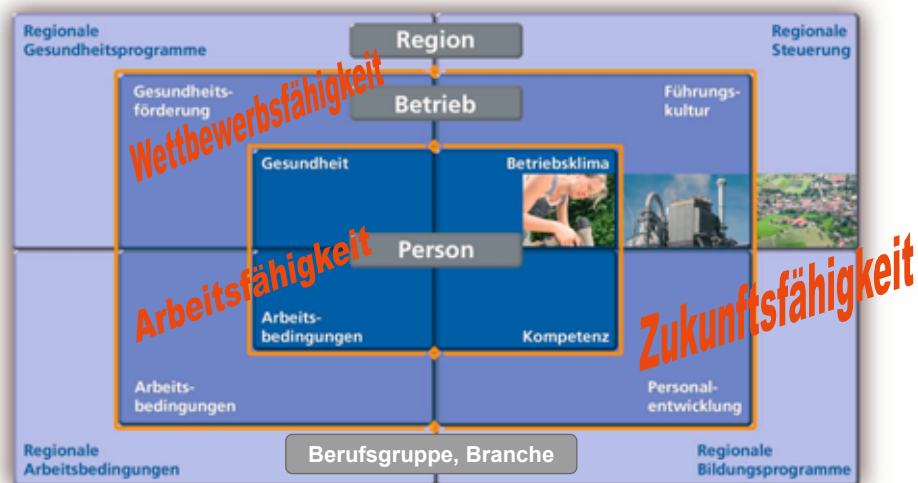 Regionale
Gesundheitsprogramme
Region
Regionale
Steuerung
Gesundheits-
förderung
Wettbewerbsfähigkeit
Betrieb
Führungs-
kultur
Gesundheit
Betriebsklima
Person
Arbeitsfähigkeit
Zukunftsfähigkeit
Arbeits-
bedingungen
Kompetenz
Arbeits-
bedingungen
Personal-
entwicklung
Regionale
Arbeitsbedingungen
Berufsgruppe, Branche
Regionale
Bildungsprogramme